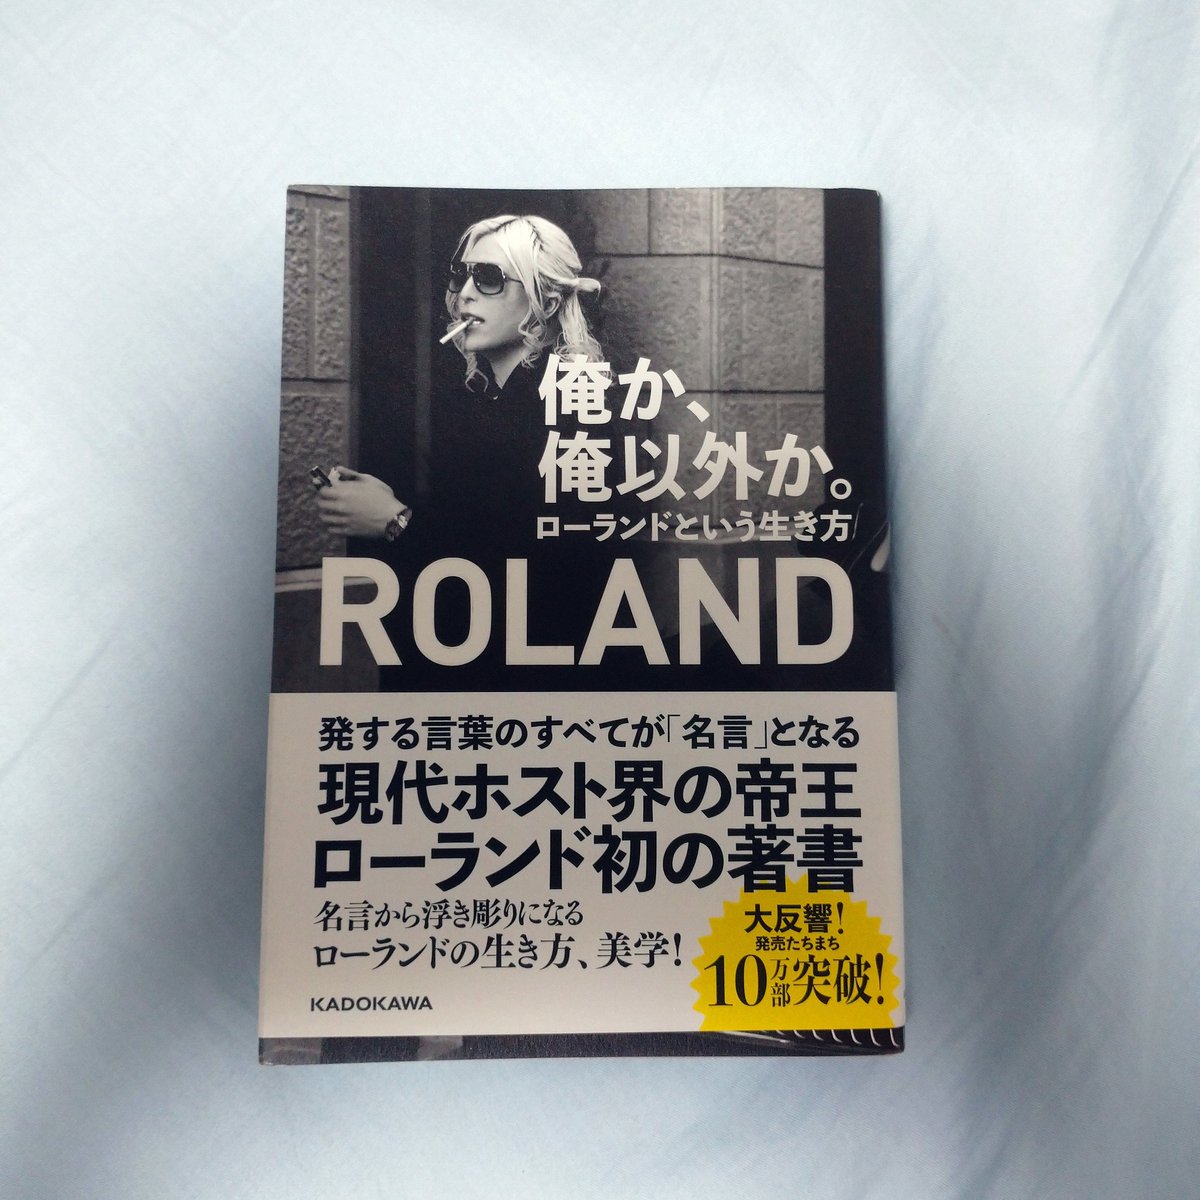 俺か、
俺以外か。
ローランドという生き方
ROLAND
発する言葉のすべてが「名言」となる
現代ホスト界の帝王
ローランド初の著書
名言から浮き彫りになる
ローランドの生き方、美学!
大反響!
発売たちまち
10万部突破!
KADOKAWA